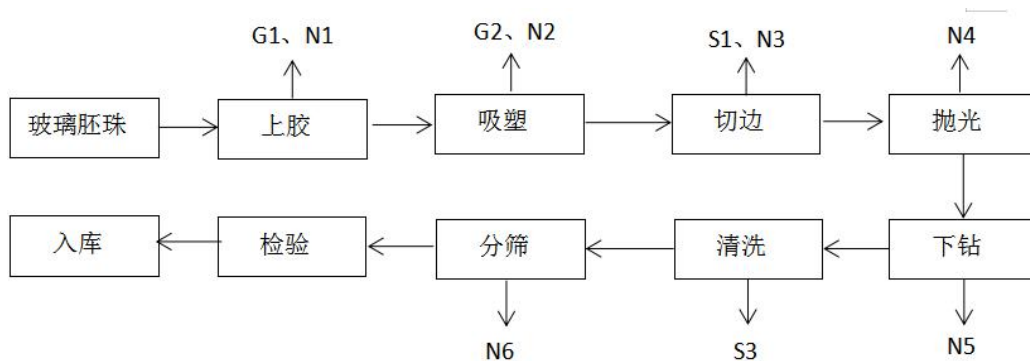 G1、N1
G2、N2
S1、N3
N4
玻璃胚珠
上胶
吸塑
切边
抛光
入库
检验
分筛
清洗
下钻
N6
S3
N5